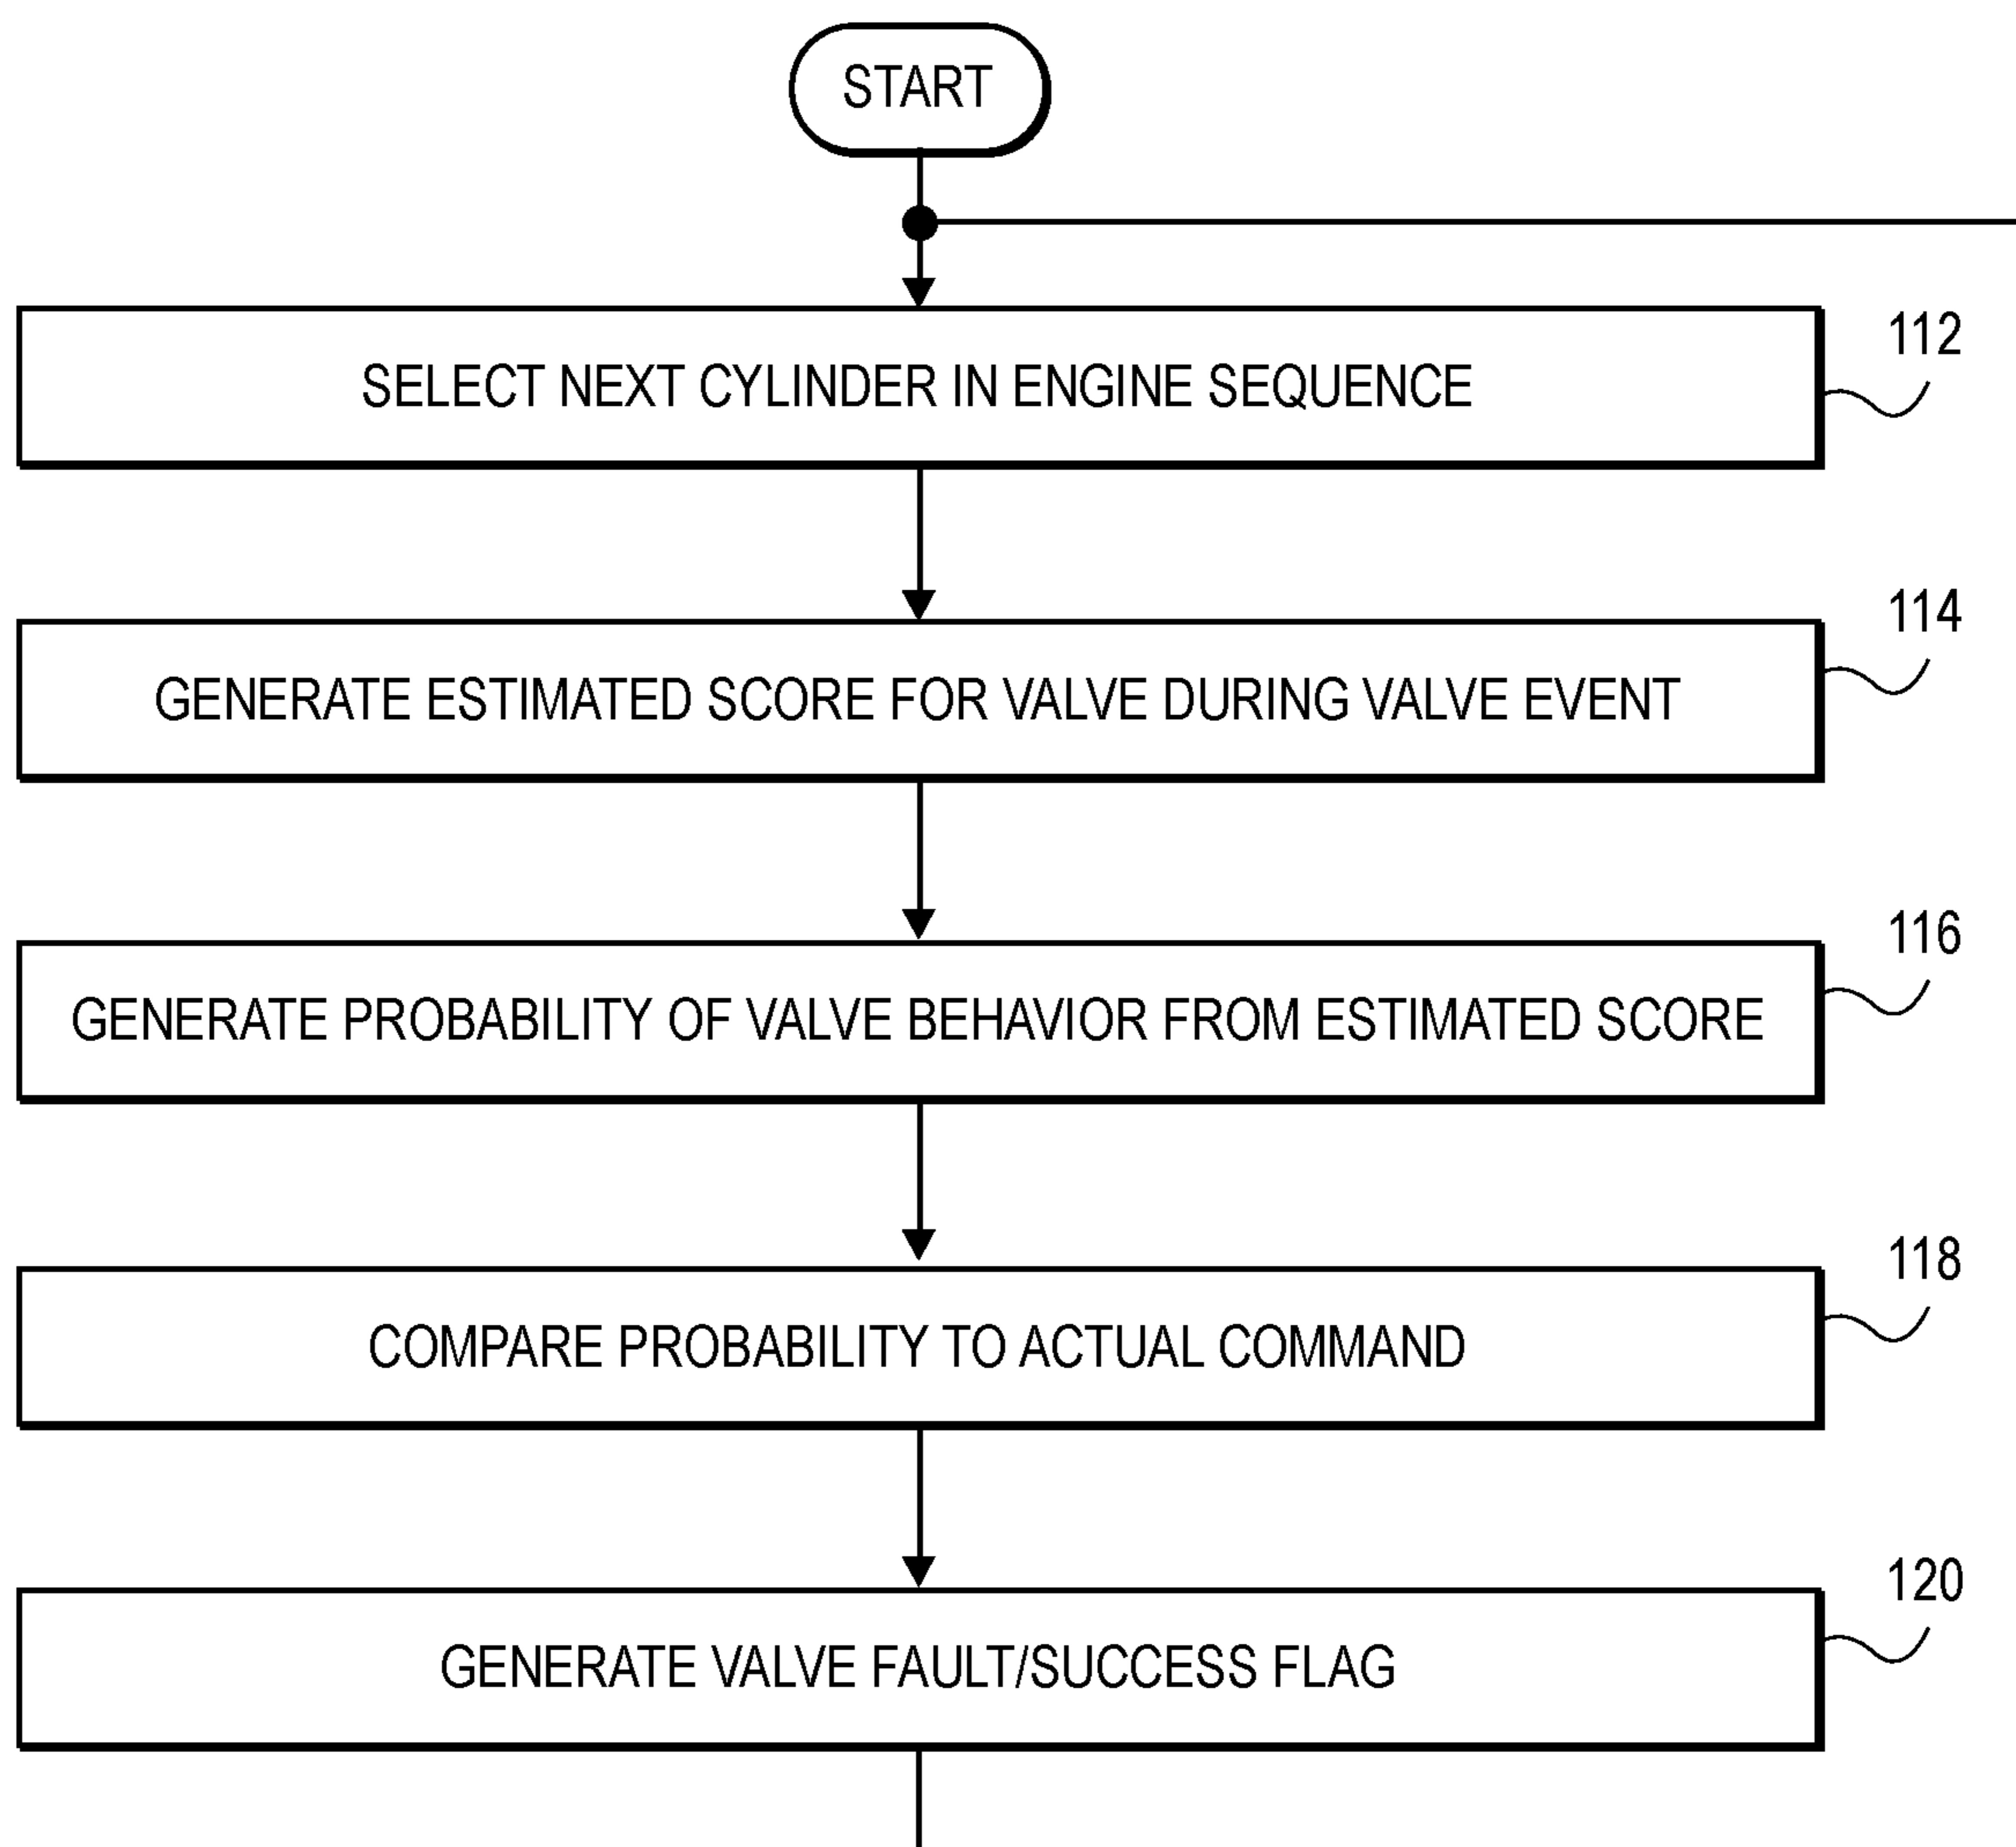 START
SELECT NEXT CYLINDER IN ENGINE SEQUENCE
112
GENERATE ESTIMATED SCORE FOR VALVE DURING VALVE EVENT
114
GENERATE PROBABILITY OF VALVE BEHAVIOR FROM ESTIMATED SCORE
116
COMPARE PROBABILITY TO ACTUAL COMMAND
118
GENERATE VALVE FAULT/SUCCESS FLAG
120